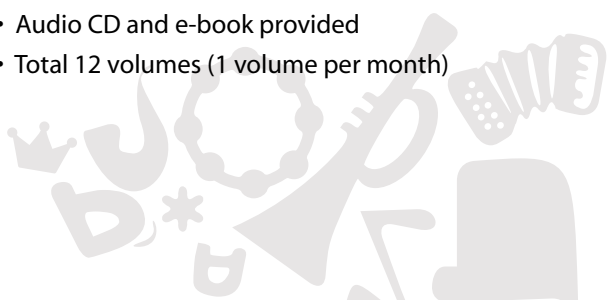 • Audio CD and e-book provided
• Total 12 volumes (1 volume per month)